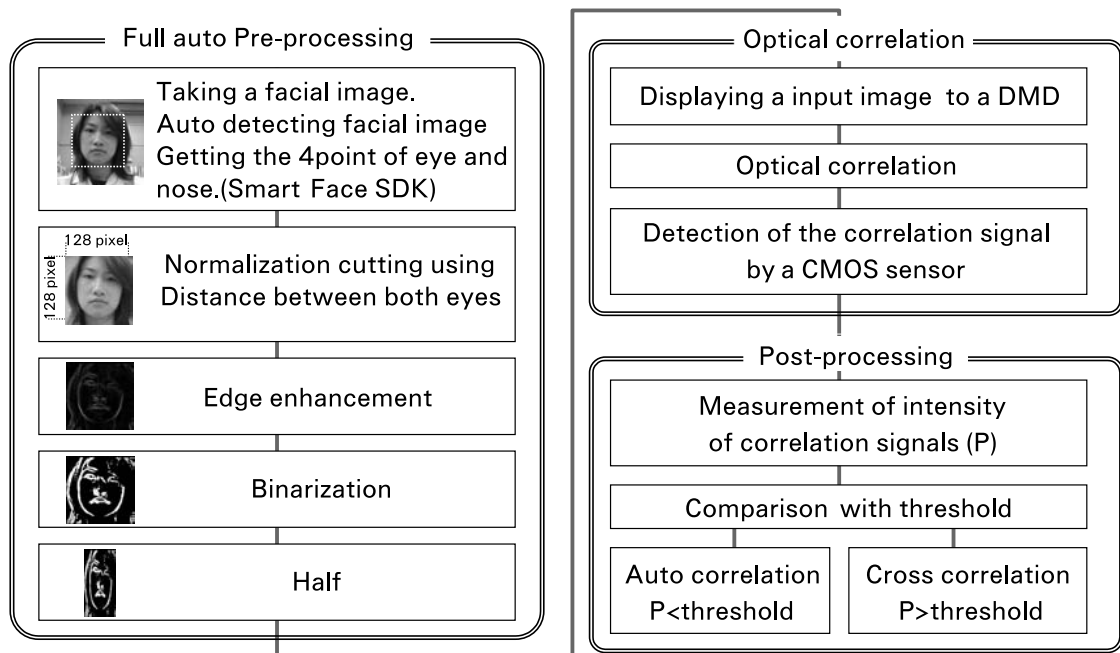 Full auto Pre-processing
Taking a facial image.
Auto detecting facial image
Getting the 4point of eye and
nose.(Smart Face SDK)
128 pixel
128 pixel
Normalization cutting using
Distance between both eyes
Edge enhancement
Binarization
Half
Optical correlation
Displaying a input image to a DMD
Optical correlation
Detection of the correlation signal
by a CMOS sensor
Post-processing
Measurement of intensity
of correlation signals (P)
Comparison with threshold
Auto correlation
P<threshold
Cross correlation
P>threshold